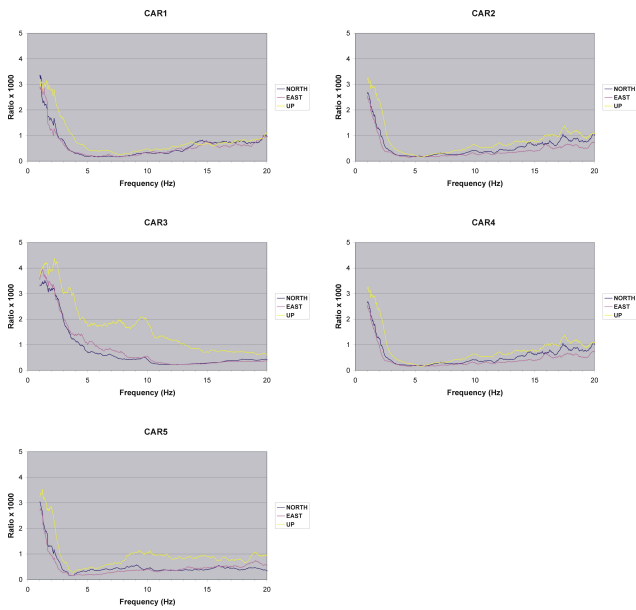 CAR1
5
4
3
2
1
0
Ratio x 1000
0 5 10 15 20
Frequency (Hz)
NORTH
EAST
UP
CAR2
5
4
3
2
1
0
Ratio x 1000
0 5 10 15 20
Frequency (Hz)
NORTH
EAST
UP
CAR3
5
4
3
2
1
0
Ratio x 1000
0 5 10 15 20
Frequency (Hz)
NORTH
EAST
UP
CAR4
5
4
3
2
1
0
Ratio x 1000
0 5 10 15 20
Frequency (Hz)
NORTH
EAST
UP
CAR5
5
4
3
2
1
0
Ratio x 1000
0 5 10 15 20
Frequency (Hz)
NORTH
EAST
UP